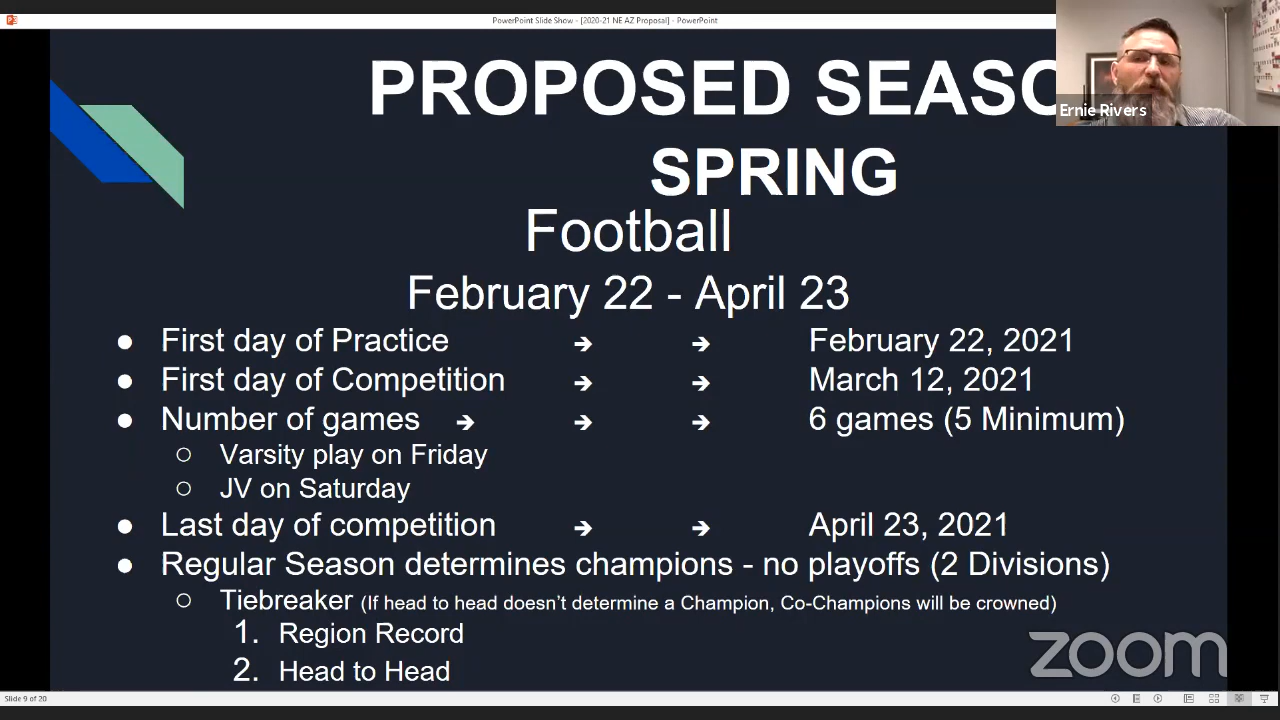 PowerPoint Slide Show - [2020-21 NE AZ Proposal] - PowerPoint
PROPOSED SEASO
Ernie Rivers
SPRING
Football
February 22 - April 23
● First day of Practice ➔ ➔ February 22, 2021
● First day of Competition ➔ ➔ March 12, 2021
● Number of games ➔ ➔ ➔ 6 games (5 Minimum)
○ Varsity play on Friday
○ JV on Saturday
● Last day of competition ➔ ➔ April 23, 2021
● Regular Season determines champions - no playoffs (2 Divisions)
○ Tiebreaker (If head to head doesn't determine a Champion, Co-Champions will be crowned)
1. Region Record
2. Head to Head
zoom
Slide 9 of 20